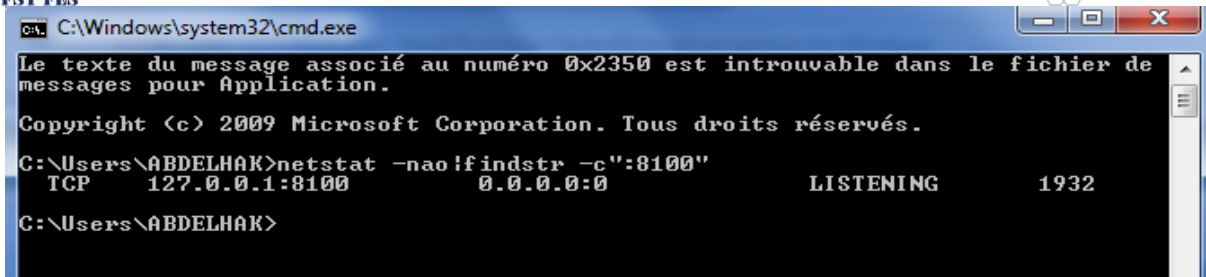 C:\Windows\system32\cmd.exe
Le texte du message associé au numéro 0x2350 est introuvable dans le fichier de
messages pour Application.
Copyright (c) 2009 Microsoft Corporation. Tous droits réservés.
C:\Users\ABDELHAK>netstat -nao|findstr -c":8100"
TCP 127.0.0.1:8100 0.0.0.0:0 LISTENING 1932
C:\Users\ABDELHAK>